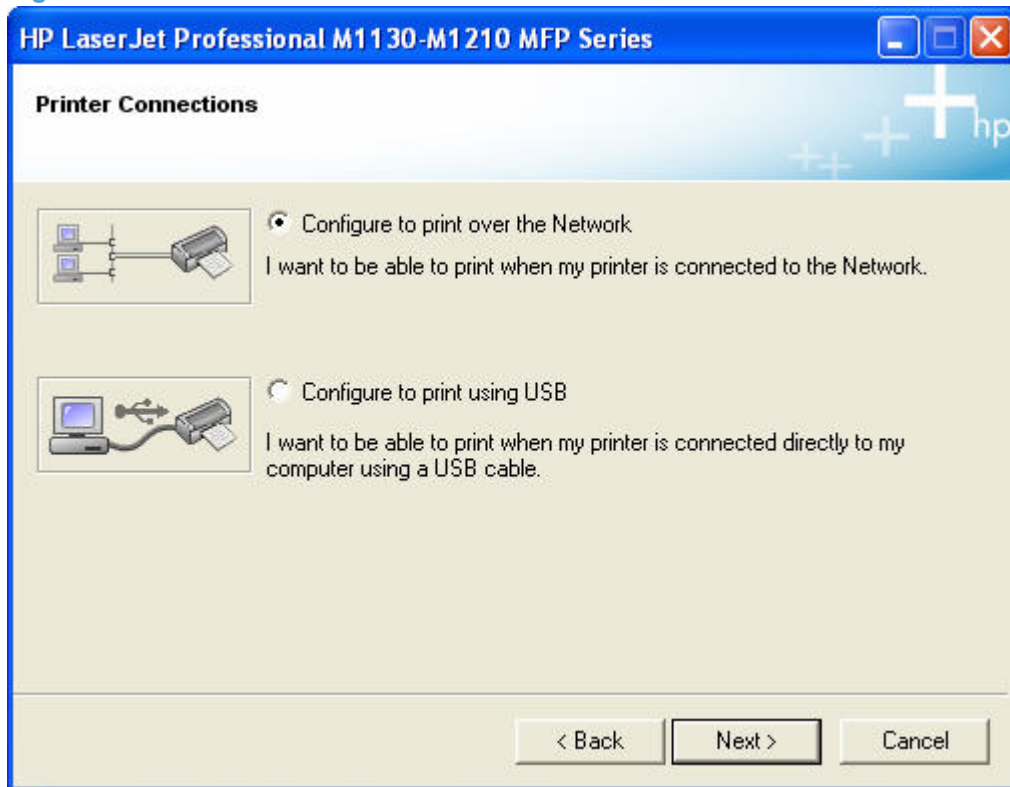 HP LaserJet Professional M1130-M1210 MFP Series
Printer Connections
hp
Configure to print over the Network
I want to be able to print when my printer is connected to the Network.
Configure to print using USB
I want to be able to print when my printer is connected directly to my
computer using a USB cable.
< Back
Next >
Cancel